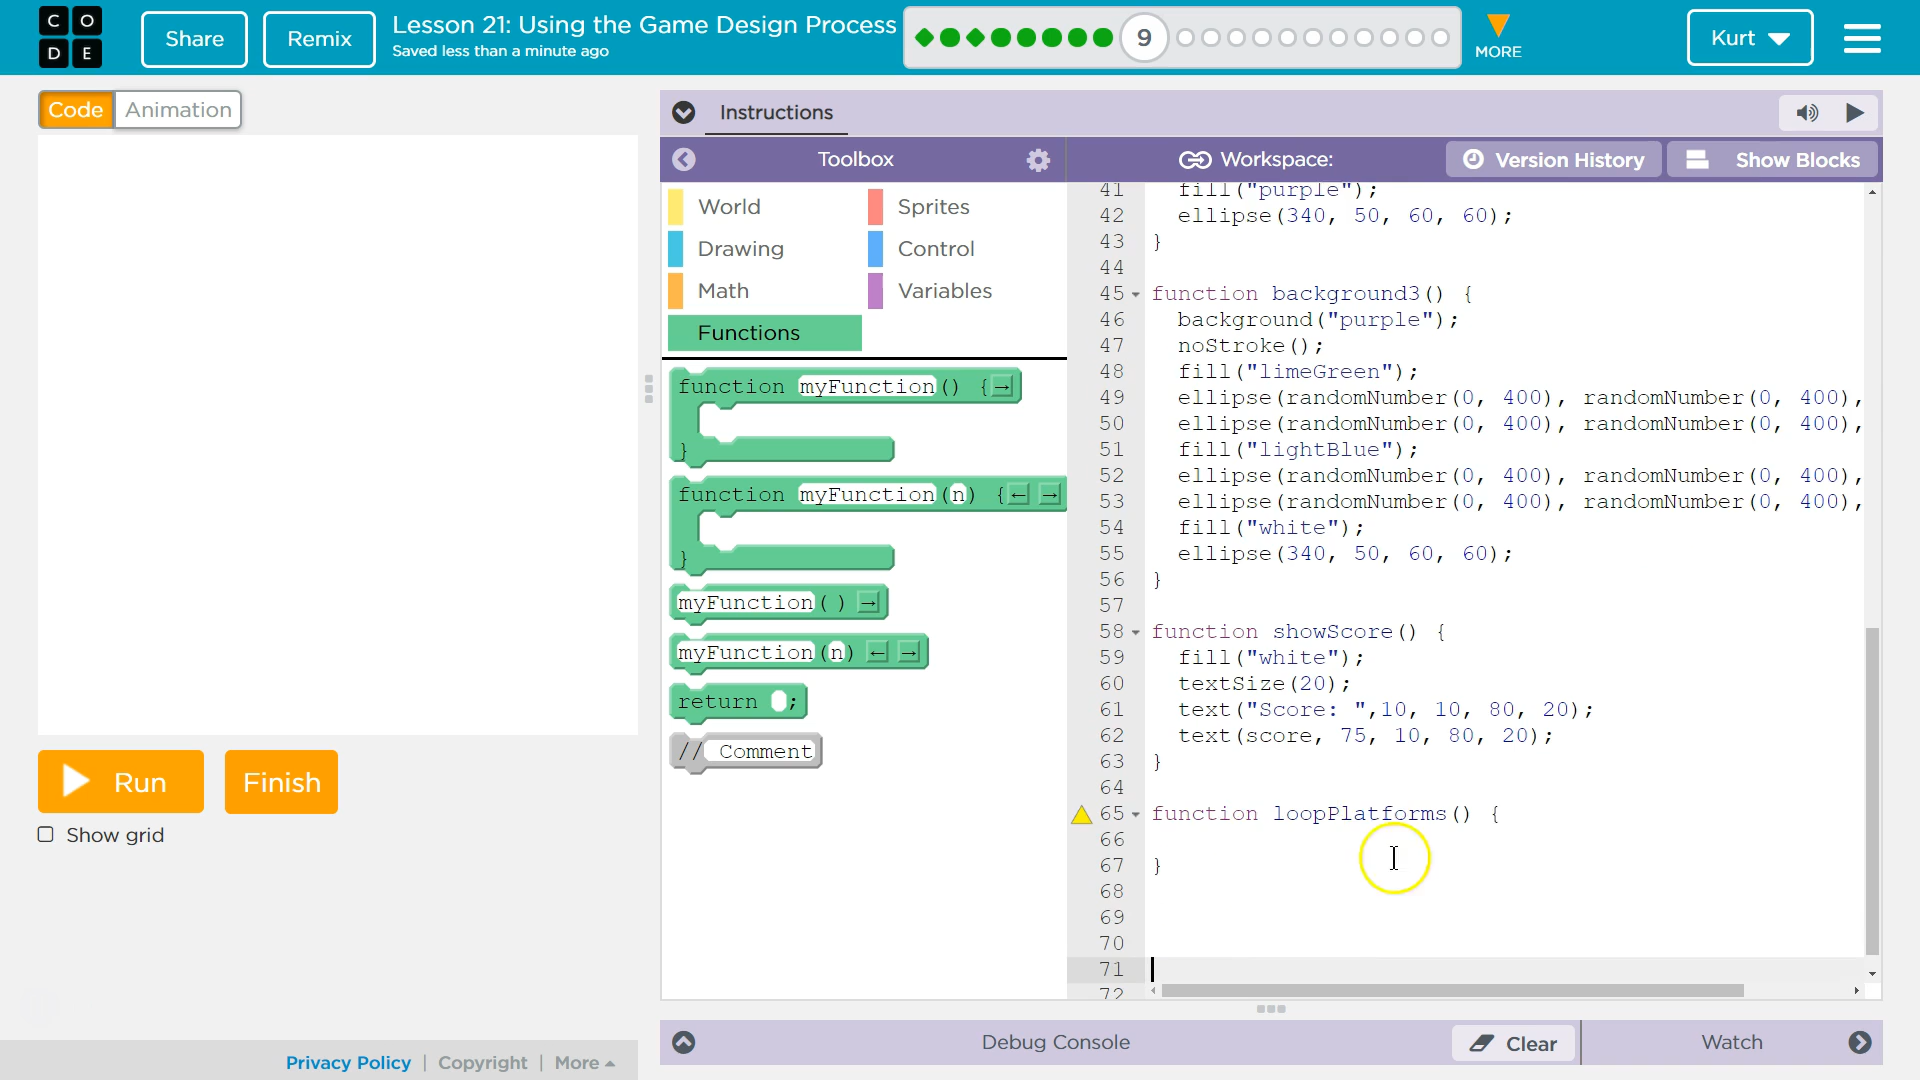 CODE
Share
Remix
Lesson 21: Using the Game Design Process
Saved less than a minute ago
9
MORE
Kurt
Code
Animation
Instructions
Toolbox
Workspace:
Version History
Show Blocks
World
Sprites
Drawing
Control
Math
Variables
Functions
function myFunction() {→
}
function myFunction(n) {← →
}
myFunction() →
myFunction(n) ← →
return ;
// Comment
41 fill("purple");
42 ellipse(340, 50, 60, 60);
43 }
44
45 function background3() {
46 background("purple");
47 noStroke();
48 fill("limeGreen");
49 ellipse(randomNumber(0, 400), randomNumber(0, 400),
50 ellipse(randomNumber(0, 400), randomNumber(0, 400),
51 fill("lightBlue");
52 ellipse(randomNumber(0, 400), randomNumber(0, 400),
53 ellipse(randomNumber(0, 400), randomNumber(0, 400),
54 fill("white");
55 ellipse(340, 50, 60, 60);
56 }
57
58 function showScore() {
59 fill("white");
60 textSize(20);
61 text("Score: ",10, 10, 80, 20);
62 text(score, 75, 10, 80, 20);
63 }
64
65 function loopPlatforms() {
66
67 }
68
69
70
71
72
Run
Finish
Show grid
Debug Console
Clear
Watch
Privacy Policy | Copyright | More